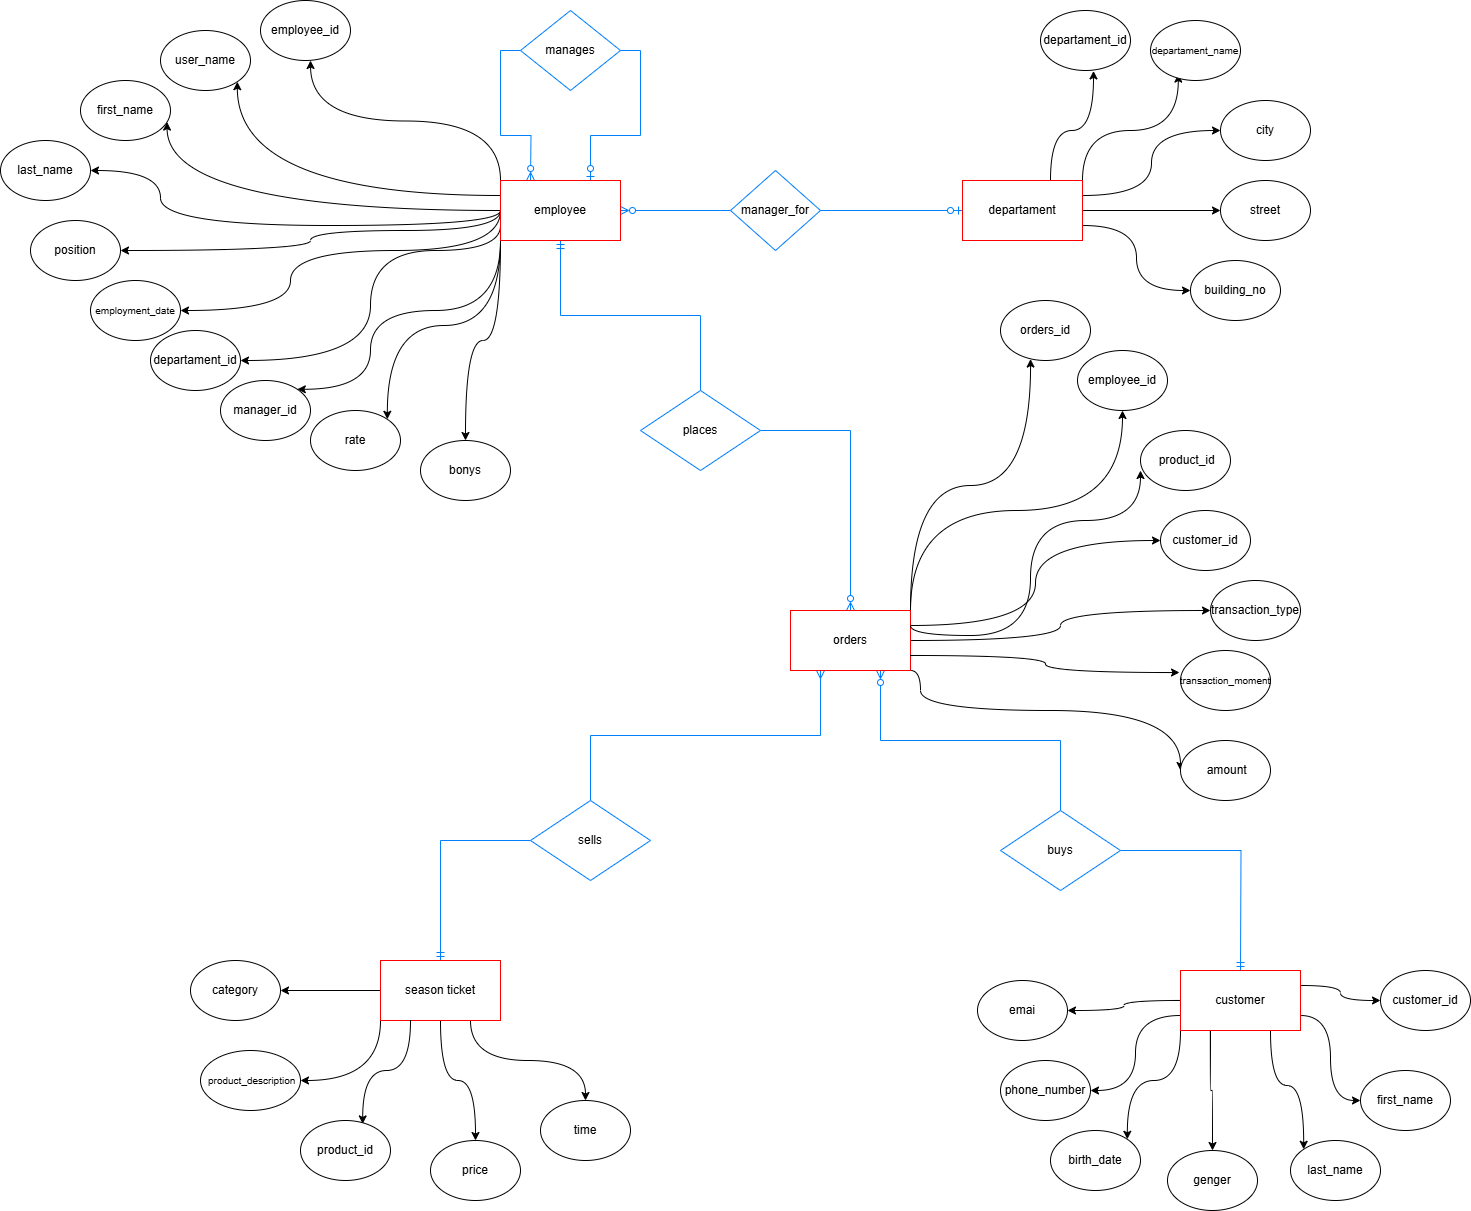 employee_id
manages
departament_id
departament_name
user_name
first_name
city
last_name
employee
manager_for
departament
street
position
building_no
employment_date
orders_id
departament_id
employee_id
manager_id
places
rate
product_id
bonys
customer_id
transaction_type
orders
transaction_moment
amount
sells
buys
category
season ticket
customer
customer_id
emai
product_description
phone_number
first_name
time
product_id
price
birth_date
genger
last_name